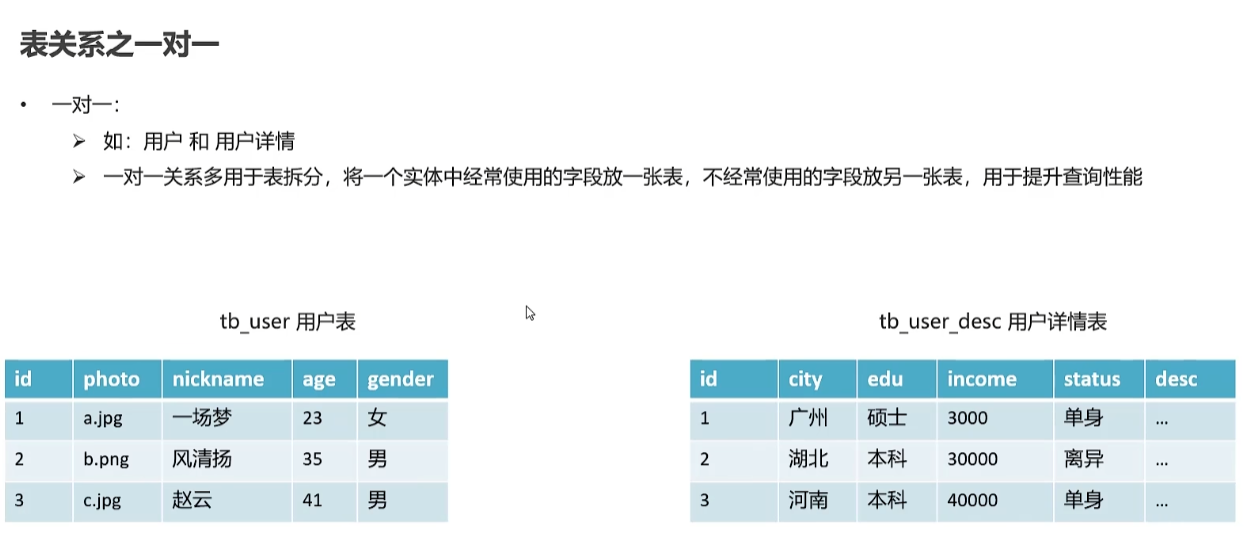 表关系之一对一
• 一对一：
➢ 如：用户 和 用户详情
➢ 一对一关系多用于表拆分，将一个实体中经常使用的字段放一张表，不经常使用的字段放另一张表，用于提升查询性能
tb_user 用户表
id photo nickname age gender
1 a.jpg 一场梦 23 女
2 b.png 风清扬 35 男
3 c.jpg 赵云 41 男
tb_user_desc 用户详情表
id city edu income status desc
1 广州 硕士 3000 单身 ...
2 湖北 本科 30000 离异 ...
3 河南 本科 40000 单身 ...